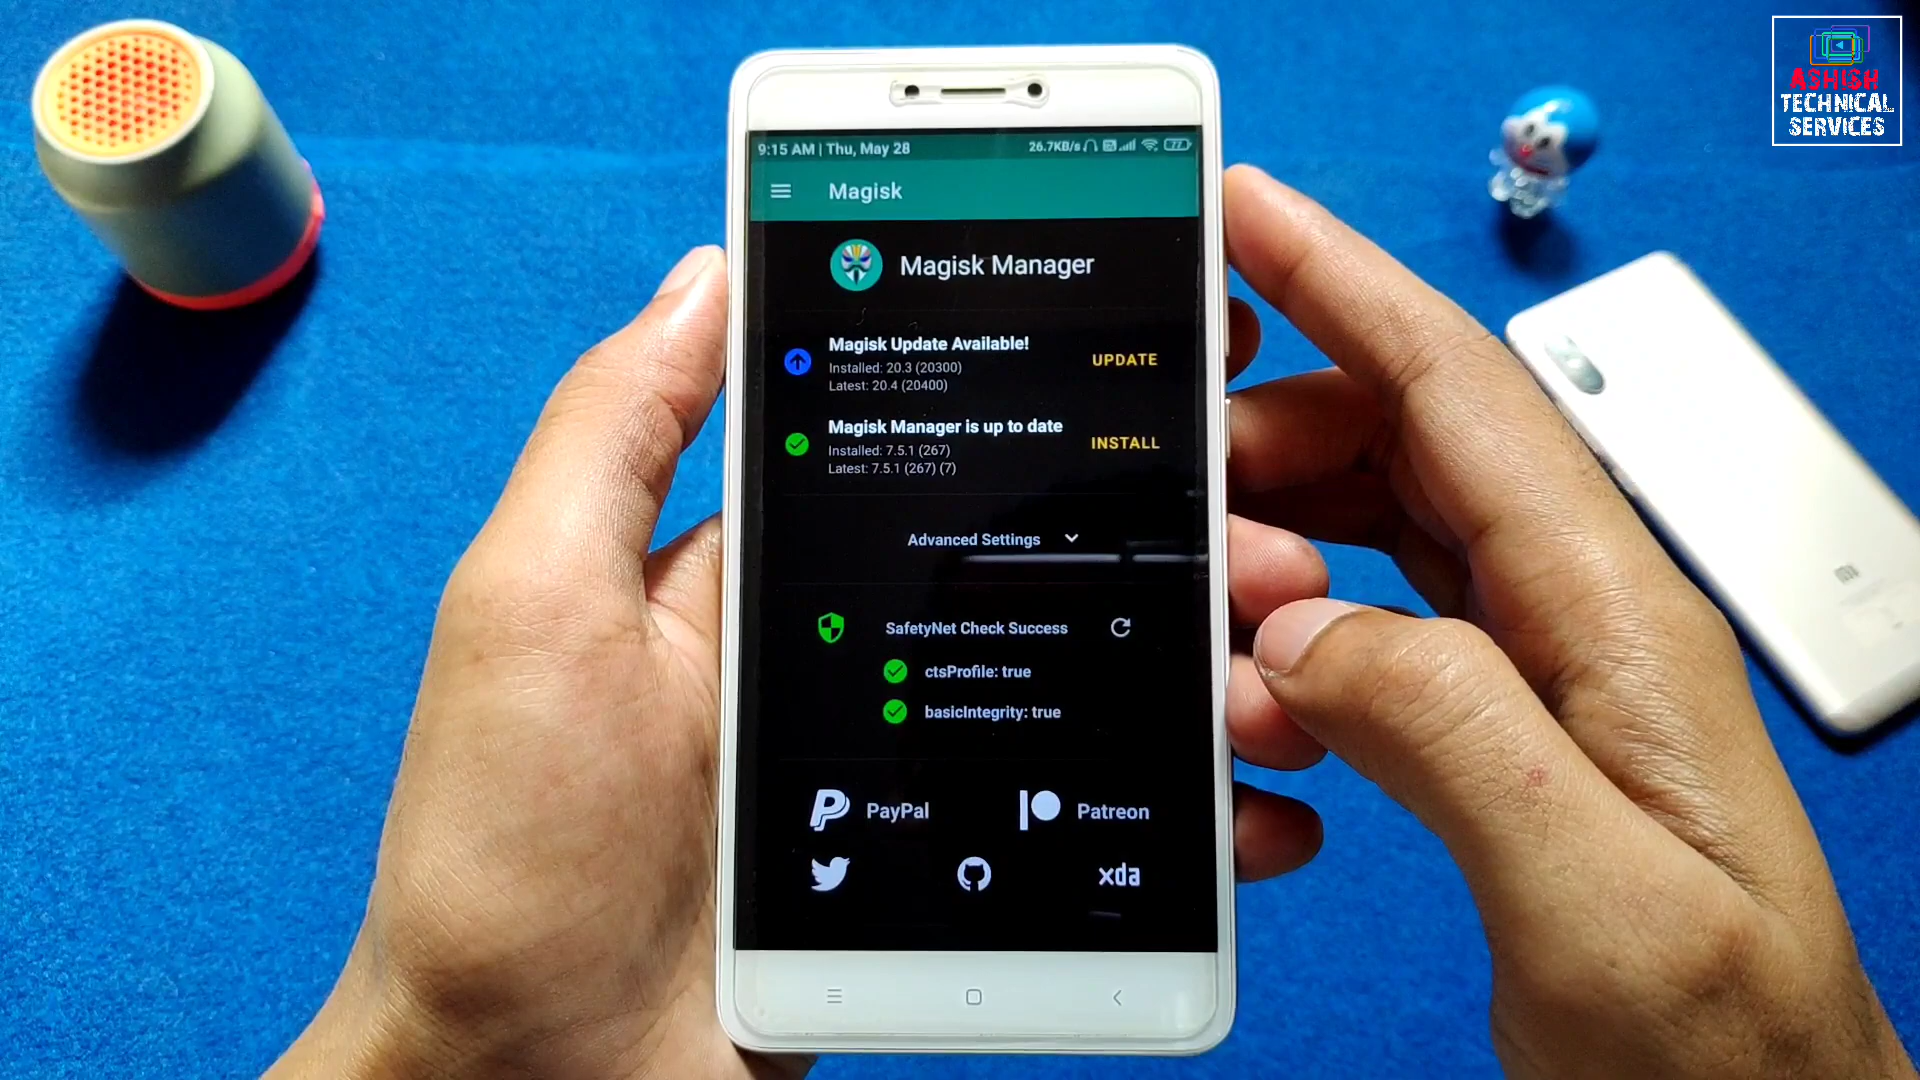 ASHISH
TECHNICAL
SERVICES
9:15 AM | Thu, May 28
26.7KB/s
77
Magisk
Magisk Manager
Magisk Update Available!
Installed: 20.3 (20300)
Latest: 20.4 (20400)
UPDATE
Magisk Manager is up to date
Installed: 7.5.1 (267)
Latest: 7.5.1 (267) (7)
INSTALL
Advanced Settings
SafetyNet Check Success
ctsProfile: true
basicIntegrity: true
PayPal
Patreon
xda
mi